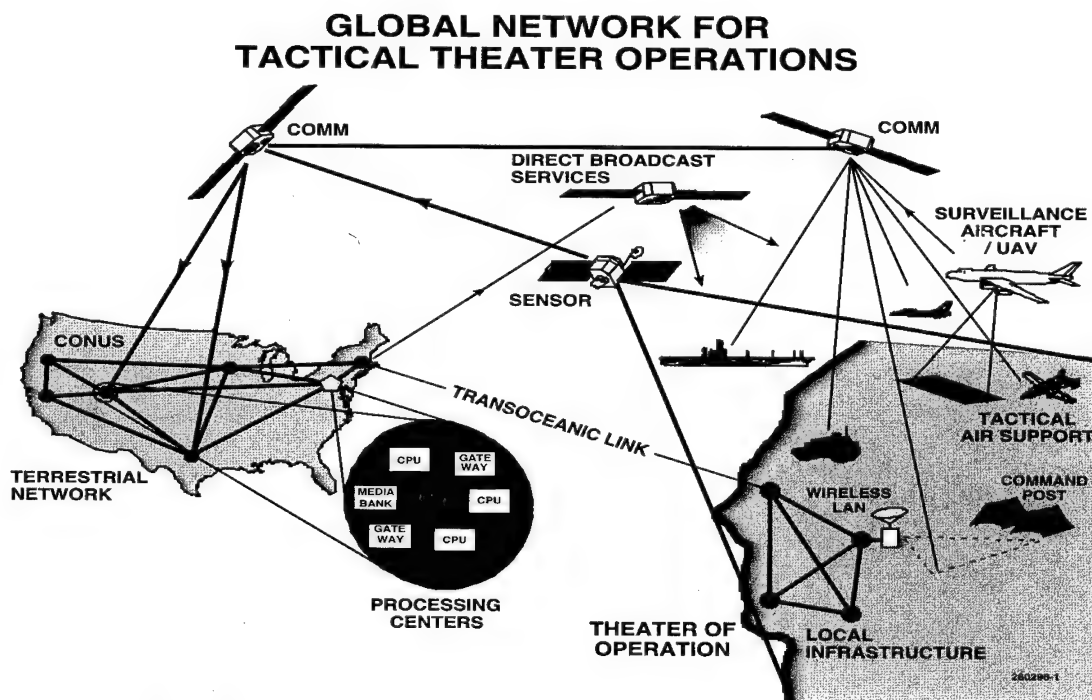 GLOBAL NETWORK FOR
TACTICAL THEATER OPERATIONS
COMM
COMM
DIRECT BROADCAST
SERVICES
SURVEILLANCE
AIRCRAFT
/ UAV
SENSOR
CONUS
TRANSOCEANIC LINK
TACTICAL
AIR SUPPORT
TERRESTRIAL
NETWORK
CPU
GATE
WAY
MEDIA
BANK
CPU
GATE
WAY
CPU
WIRELESS
LAN
COMMAND
POST
PROCESSING
CENTERS
THEATER OF
OPERATION
LOCAL
INFRASTRUCTURE
260296-1